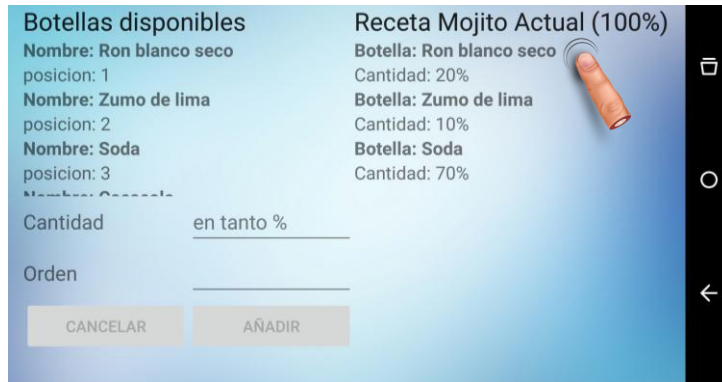 Botellas disponibles
Nombre: Ron blanco seco
posicion: 1
Nombre: Zumo de lima
posicion: 2
Nombre: Soda
posicion: 3
Receta Mojito Actual (100%)
Botella: Ron blanco seco
Cantidad: 20%
Botella: Zumo de lima
Cantidad: 10%
Botella: Soda
Cantidad: 70%
Cantidad en tanto %
Orden
CANCELAR AÑADIR